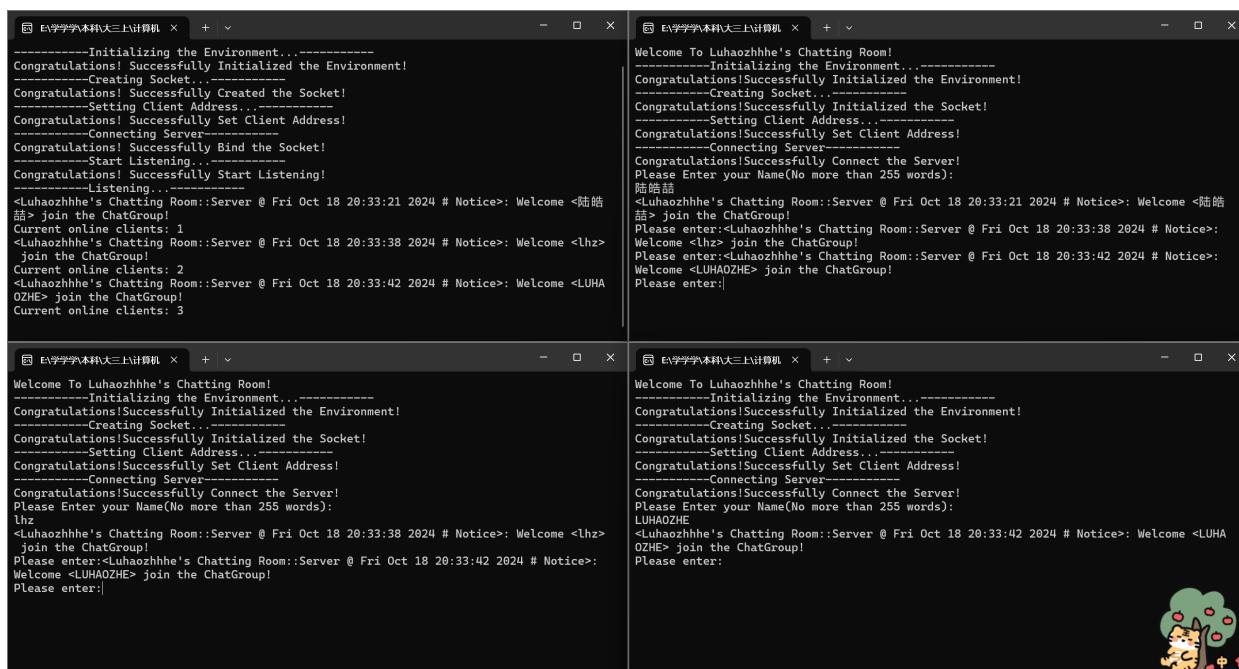 E:\学学学\本科\大三上\计算机
-----------Initializing the Environment...-----------
Congratulations! Successfully Initialized the Environment!
-----------Creating Socket...-----------
Congratulations! Successfully Created the Socket!
-----------Setting Client Address...-----------
Congratulations! Successfully Set Client Address!
-----------Connecting Server-----------
Congratulations! Successfully Bind the Socket!
-----------Start Listening...-----------
Congratulations! Successfully Start Listening!
-----------Listening...-----------
<Luhaozhhhe's Chatting Room::Server @ Fri Oct 18 20:33:21 2024 # Notice>: Welcome <陆皓
喆> join the ChatGroup!
Current online clients: 1
<Luhaozhhhe's Chatting Room::Server @ Fri Oct 18 20:33:38 2024 # Notice>: Welcome <lhz>
 join the ChatGroup!
Current online clients: 2
<Luhaozhhhe's Chatting Room::Server @ Fri Oct 18 20:33:42 2024 # Notice>: Welcome <LUHA
OZHE> join the ChatGroup!
Current online clients: 3
E:\学学学\本科\大三上\计算机
Welcome To Luhaozhhhe's Chatting Room!
-----------Initializing the Environment...-----------
Congratulations!Successfully Initialized the Environment!
-----------Creating Socket...-----------
Congratulations!Successfully Initialized the Socket!
-----------Setting Client Address...-----------
Congratulations!Successfully Set Client Address!
-----------Connecting Server-----------
Congratulations!Successfully Connect the Server!
Please Enter your Name(No more than 255 words):
陆皓喆
<Luhaozhhhe's Chatting Room::Server @ Fri Oct 18 20:33:21 2024 # Notice>: Welcome <陆皓
喆> join the ChatGroup!
Please enter:<Luhaozhhhe's Chatting Room::Server @ Fri Oct 18 20:33:38 2024 # Notice>:
Welcome <lhz> join the ChatGroup!
Please enter:<Luhaozhhhe's Chatting Room::Server @ Fri Oct 18 20:33:42 2024 # Notice>:
Welcome <LUHAOZHE> join the ChatGroup!
Please enter:
E:\学学学\本科\大三上\计算机
Welcome To Luhaozhhhe's Chatting Room!
-----------Initializing the Environment...-----------
Congratulations!Successfully Initialized the Environment!
-----------Creating Socket...-----------
Congratulations!Successfully Initialized the Socket!
-----------Setting Client Address...-----------
Congratulations!Successfully Set Client Address!
-----------Connecting Server-----------
Congratulations!Successfully Connect the Server!
Please Enter your Name(No more than 255 words):
lhz
<Luhaozhhhe's Chatting Room::Server @ Fri Oct 18 20:33:38 2024 # Notice>: Welcome <lhz>
 join the ChatGroup!
Please enter:<Luhaozhhhe's Chatting Room::Server @ Fri Oct 18 20:33:42 2024 # Notice>:
Welcome <LUHAOZHE> join the ChatGroup!
Please enter:
E:\学学学\本科\大三上\计算机
Welcome To Luhaozhhhe's Chatting Room!
-----------Initializing the Environment...-----------
Congratulations!Successfully Initialized the Environment!
-----------Creating Socket...-----------
Congratulations!Successfully Initialized the Socket!
-----------Setting Client Address...-----------
Congratulations!Successfully Set Client Address!
-----------Connecting Server-----------
Congratulations!Successfully Connect the Server!
Please Enter your Name(No more than 255 words):
LUHAOZHE
<Luhaozhhhe's Chatting Room::Server @ Fri Oct 18 20:33:42 2024 # Notice>: Welcome <LUHA
OZHE> join the ChatGroup!
Please enter:
中